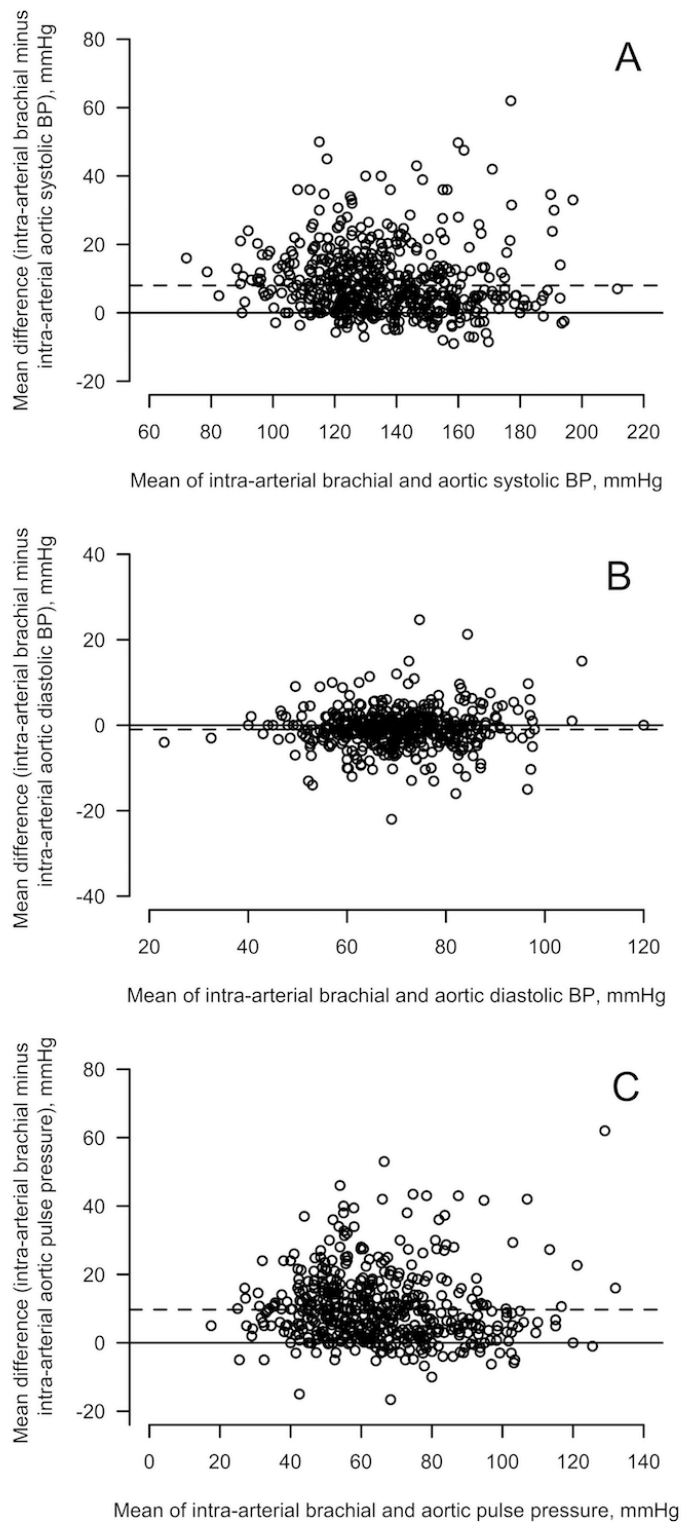 A
Mean difference (intra-arterial brachial minus
intra-arterial aortic systolic BP), mmHg
80
60
40
20
0
-20
60 80 100 120 140 160 180 200 220
Mean of intra-arterial brachial and aortic systolic BP, mmHg
B
Mean difference (intra-arterial brachial minus
intra-arterial aortic diastolic BP), mmHg
40
20
0
-20
-40
20 40 60 80 100 120
Mean of intra-arterial brachial and aortic diastolic BP, mmHg
C
Mean difference (intra-arterial brachial minus
intra-arterial aortic pulse pressure), mmHg
80
60
40
20
0
-20
0 20 40 60 80 100 120 140
Mean of intra-arterial brachial and aortic pulse pressure, mmHg